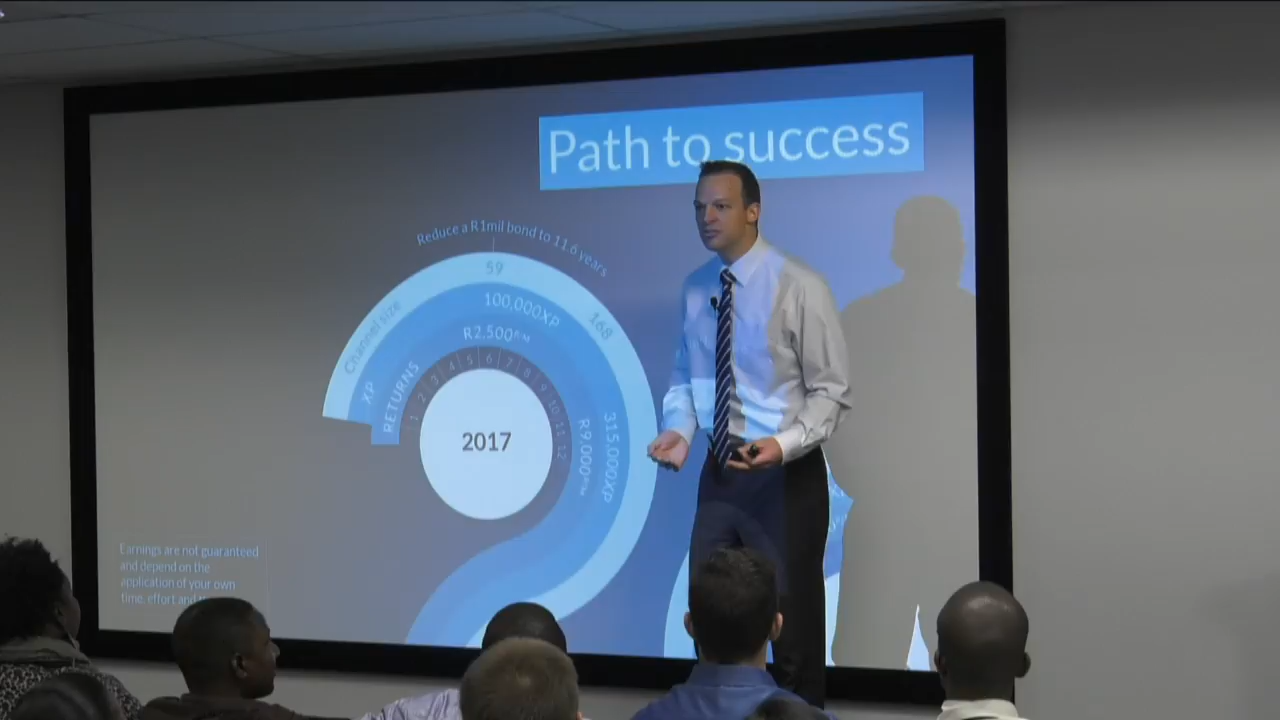 Path to success
Reduce a R1mil bond to 11.6 years
59
168
Channel size
100,000XP
315,000XP
XP
R2,500P/M
R9,000P/M
RETURNS
1 2 3 4 5 6 7 8 9 10 11 12
2017
Earnings are not guaranteed
and depend on the
application of your own
time, effort and